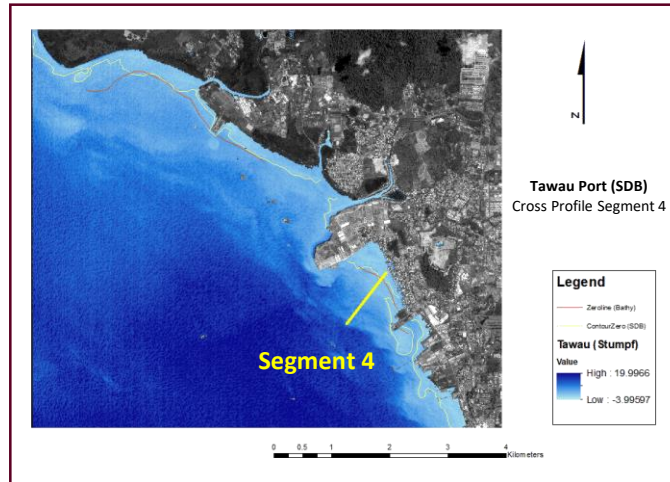 N
Tawau Port (SDB)
Cross Profile Segment 4
Segment 4
Legend
Zeroline (Bathy)
ContourZero (SDB)
Tawau (Stumpf)
Value
High : 19.9966
Low : -3.99597
0 0.5 1 2 3 4
Kilometers